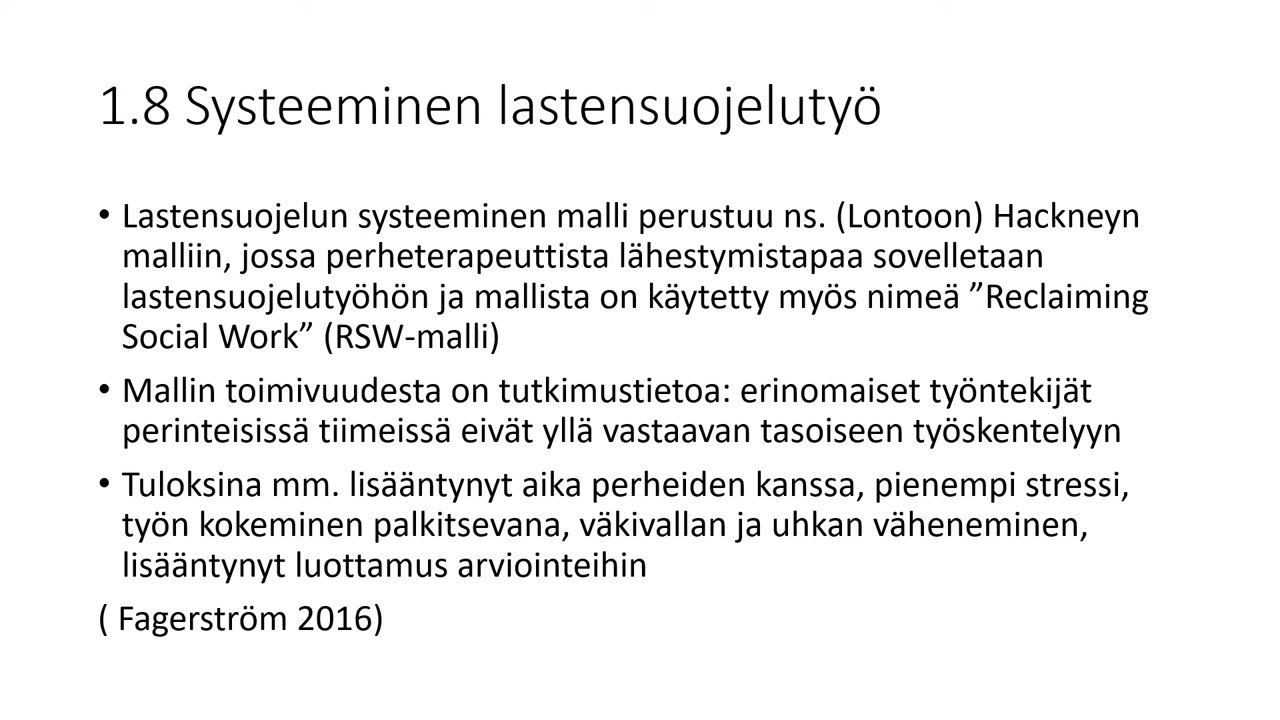 1.8 Systeeminen lastensuojelutyö
• Lastensuojelun systeeminen malli perustuu ns. (Lontoon) Hackneyn
malliin, jossa perheterapeuttista lähestymistapaa sovelletaan
lastensuojelutyöhön ja mallista on käytetty myös nimeä ”Reclaiming
Social Work” (RSW-malli)
• Mallin toimivuudesta on tutkimustietoa: erinomaiset työntekijät
perinteisissä tiimeissä eivät yllä vastaavan tasoiseen työskentelyyn
• Tuloksina mm. lisääntynyt aika perheiden kanssa, pienempi stressi,
työn kokeminen palkitsevana, väkivallan ja uhkan väheneminen,
lisääntynyt luottamus arviointeihin
( Fagerström 2016)